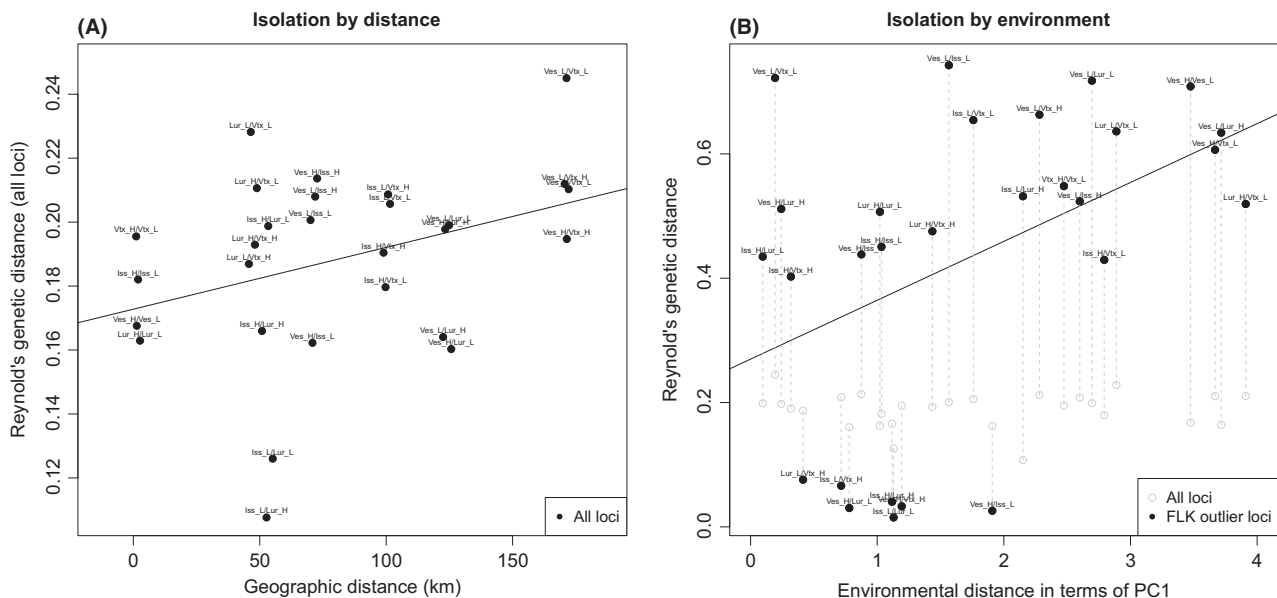 (A)
Isolation by distance
Reynold's genetic distance (all loci)
0.24
0.22
0.20
0.18
0.16
0.14
0.12
Ves_L/Vtx_L
Lur_L/Vtx_L
Ves_H/Iss_H
Lur_H/Vtx_L
Ves_L/Iss_H
Iss_L/Vtx_H
Iss_L/Vtx_L
Ves_L/Vtx_H
Ves_H/Vtx_L
Ves_L/Iss_L
Iss_H/Lur_L
Ves_L/Lur_L
Ves_H/Lur_H
Vtx_H/Vtx_L
Lur_H/Vtx_H
Ves_H/Vtx_H
Iss_H/Vtx_H
Lur_L/Vtx_H
Iss_H/Iss_L
Iss_H/Vtx_L
Ves_H/Ves_L
Lur_H/Lur_L
Iss_H/Lur_H
Ves_H/Iss_L
Ves_L/Lur_H
Ves_H/Lur_L
Iss_L/Lur_L
Iss_L/Lur_H
All loci
0
50
100
150
Geographic distance (km)
(B)
Isolation by environment
Reynold's genetic distance
0.6
0.4
0.2
0.0
Ves_L/Vtx_L
Ves_L/Iss_L
Ves_L/Lur_L
Ves_H/Ves_L
Iss_L/Vtx_L
Ves_L/Vtx_H
Lur_L/Vtx_L
Ves_L/Lur_H
Ves_H/Vtx_L
Vtx_H/Vtx_L
Iss_L/Lur_H
Ves_L/Iss_H
Lur_H/Vtx_L
Ves_H/Lur_H
Lur_H/Lur_L
Lur_H/Vtx_H
Iss_H/Lur_L
Ves_H/Iss_H
Iss_H/Iss_L
Iss_H/Vtx_L
Iss_H/Vtx_H
Lur_L/Vtx_H
Iss_L/Vtx_H
Ves_H/Lur_L
Iss_H/Lur_H
Ves_H/Vtx_H
Iss_L/Lur_L
Ves_H/Iss_L
All loci
FLK outlier loci
0
1
2
3
4
Environmental distance in terms of PC1